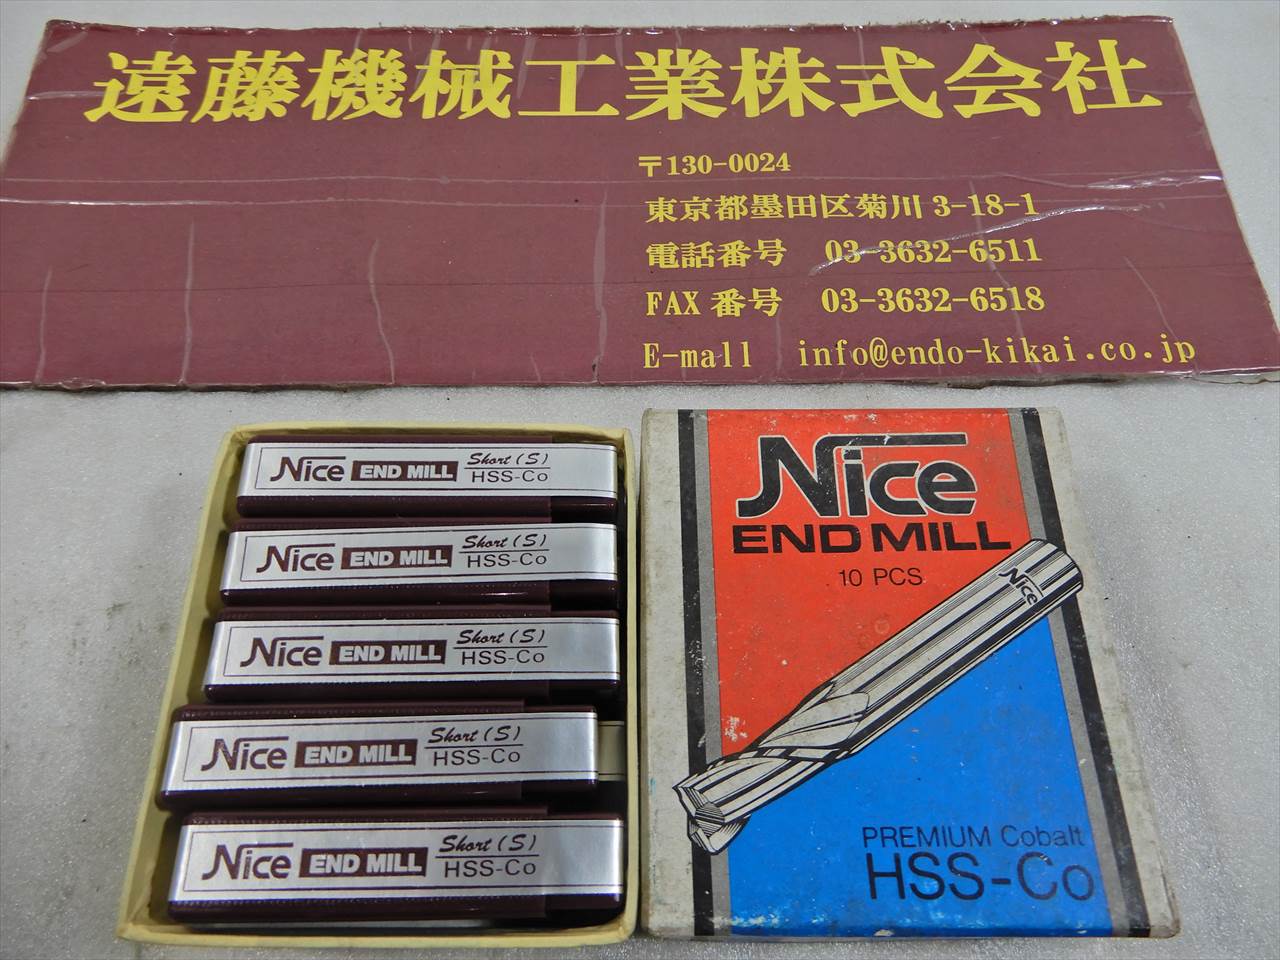 遠藤機械工業株式会社
〒130-0024
東京都墨田区菊川 3-18-1
電話番号 03-3632-6511
FAX 番号 03-3632-6518
E-mall info@endo-kikai.co.jp
Nice END MILL Short (S) HSS-Co
Nice END MILL Short (S) HSS-Co
Nice END MILL Short (S) HSS-Co
Nice END MILL Short (S) HSS-Co
Nice END MILL Short (S) HSS-Co
Nice
END MILL
10 PCS
Nice
PREMIUM Cobalt
HSS-Co